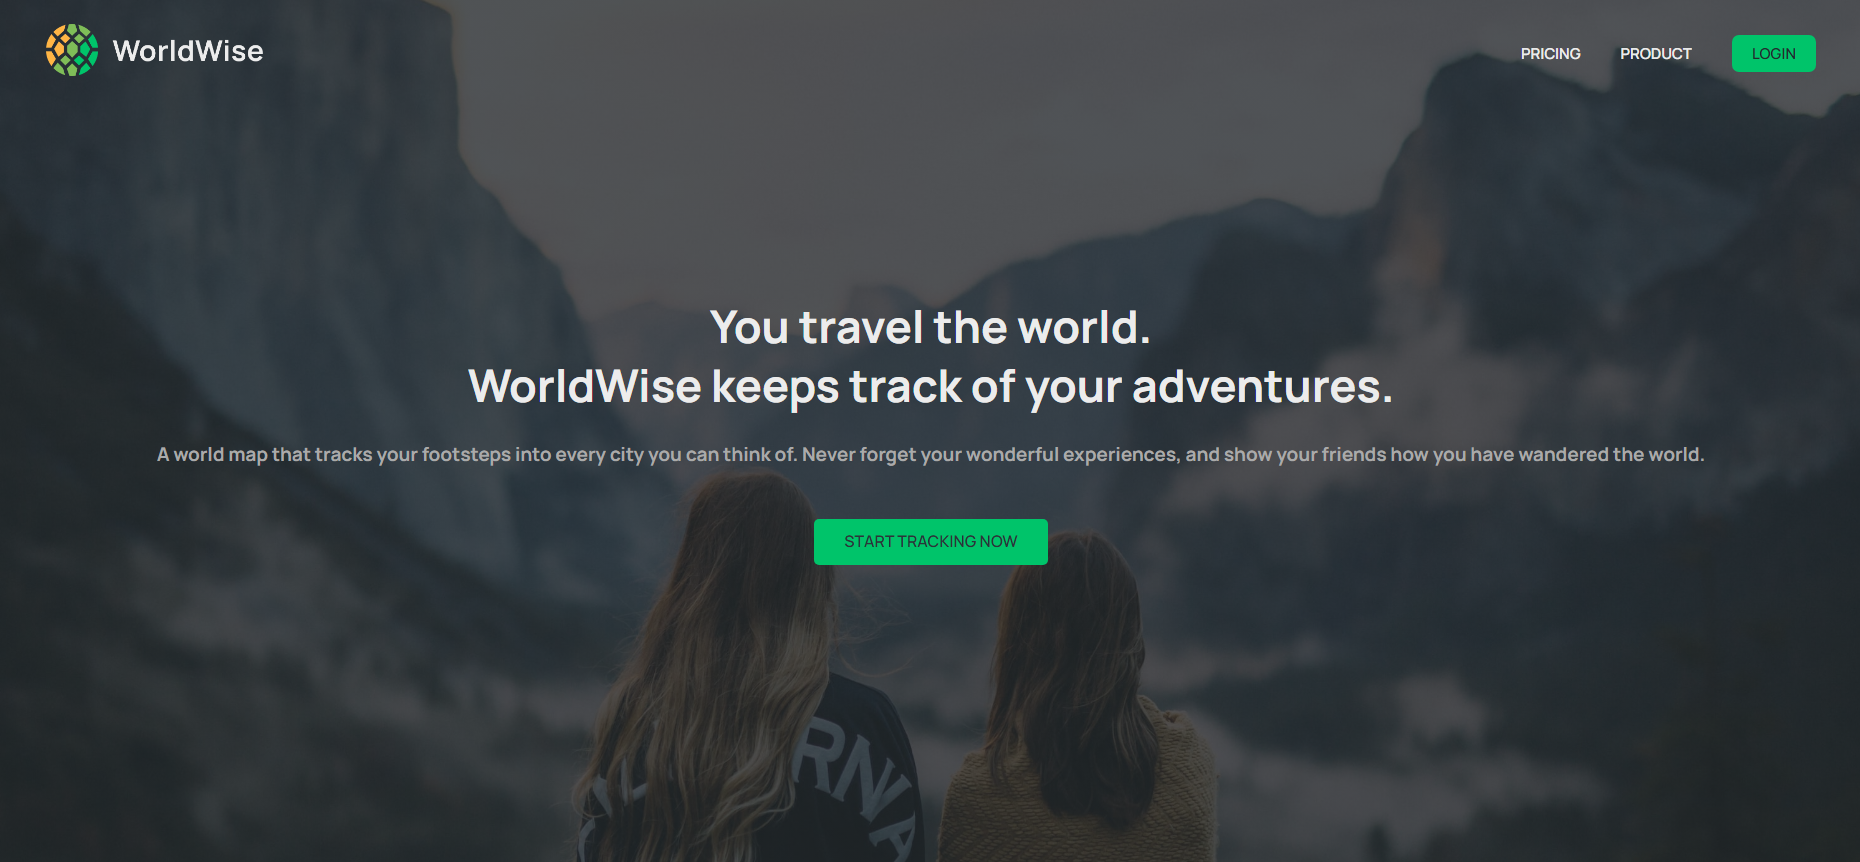 WorldWise
PRICING
PRODUCT
LOGIN
You travel the world.
WorldWise keeps track of your adventures.
A world map that tracks your footsteps into every city you can think of. Never forget your wonderful experiences, and show your friends how you have wandered the world.
START TRACKING NOW